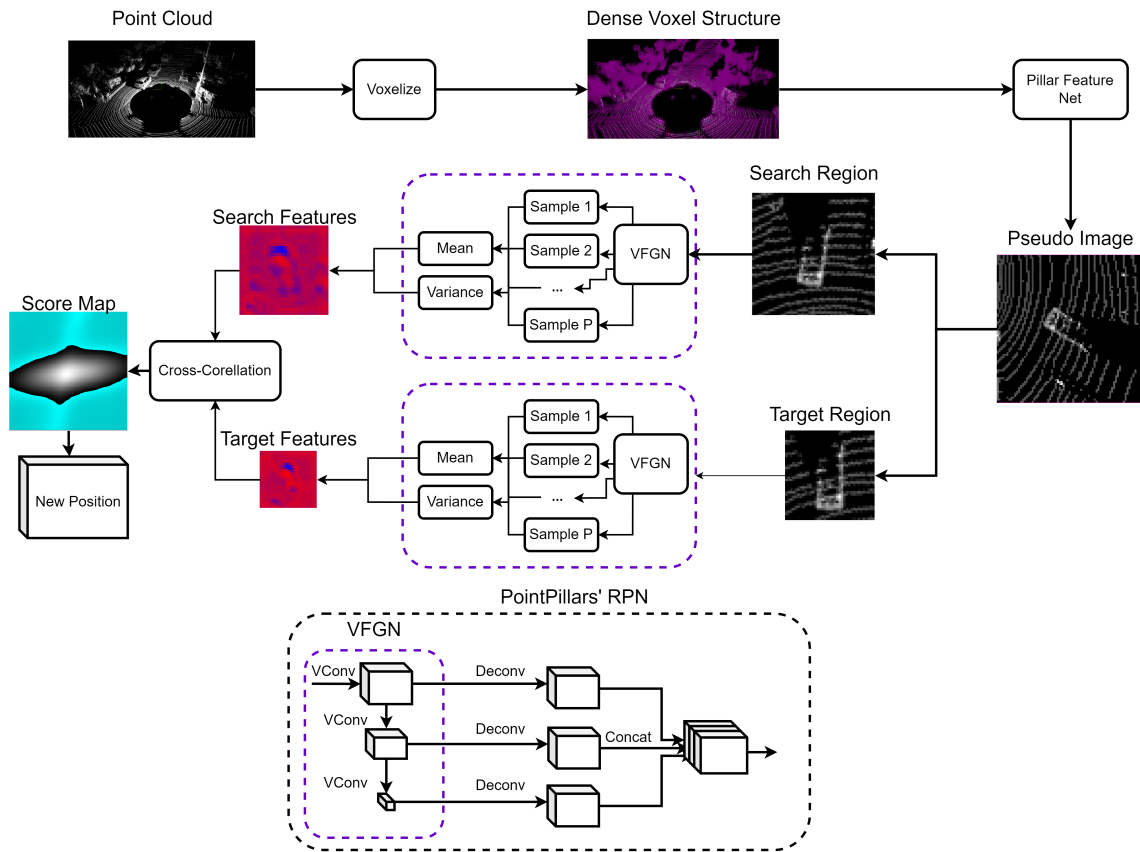 Point Cloud
Dense Voxel Structure
Voxelize
Pillar Feature
Net
Search Region
Pseudo Image
Search Features
Mean
Variance
Sample 1
Sample 2
...
Sample P
VFGN
Score Map
Cross-Corellation
New Position
Target Region
Target Features
Mean
Variance
Sample 1
Sample 2
...
Sample P
VFGN
PointPillars' RPN
VFGN
VConv
Deconv
VConv
Deconv
Concat
VConv
Deconv